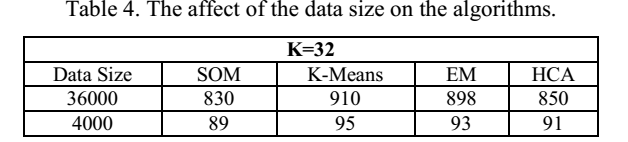 Table 4. The affect of the data size on the algorithms.
K=32
Data Size SOM K-Means EM HCA
36000 830 910 898 850
4000 89 95 93 91